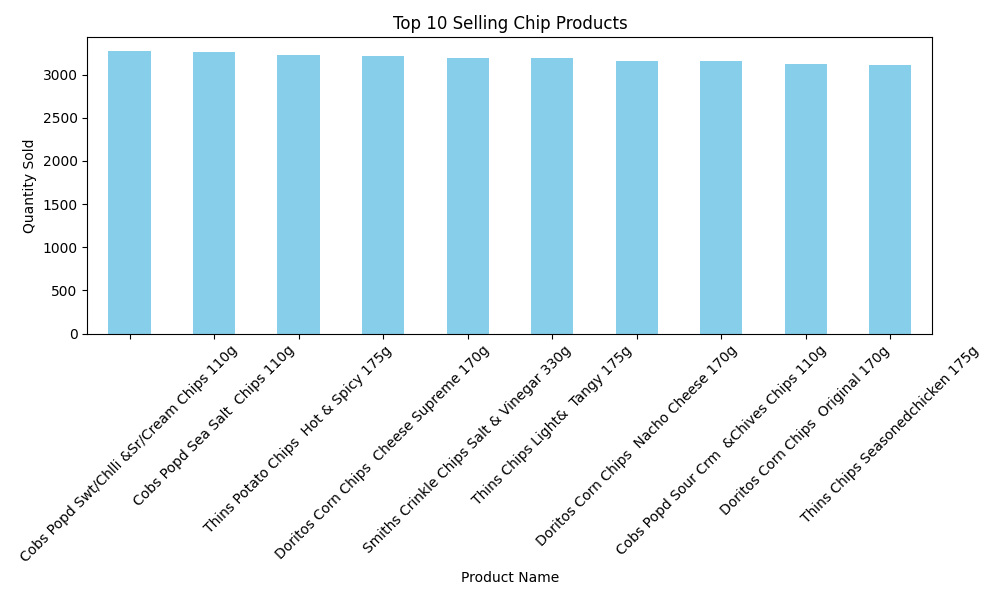 Top 10 Selling Chip Products
Quantity Sold
3000
2500
2000
1500
1000
500
0
Cobs Popd Swt/Chlli &Sr/Cream Chips 110g
Cobs Popd Sea Salt  Chips 110g
Thins Potato Chips  Hot & Spicy 175g
Doritos Corn Chips  Cheese Supreme 170g
Smiths Crinkle Chips Salt & Vinegar 330g
Thins Chips Light&  Tangy 175g
Doritos Corn Chips  Nacho Cheese 170g
Cobs Popd Sour Crm  &Chives Chips 110g
Doritos Corn Chips  Original 170g
Thins Chips Seasonedchicken 175g
Product Name